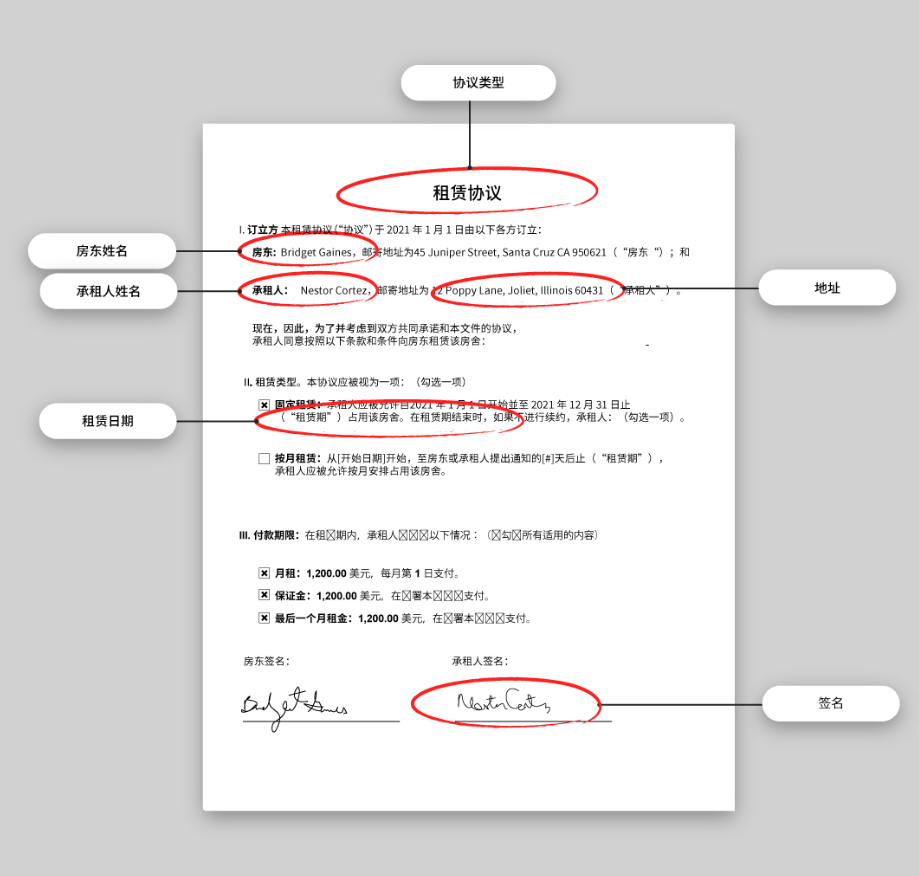 协议类型
租赁协议
I. 订立方 本租赁协议 (“协议”) 于 2021 年 1 月 1 日由以下各方订立：
房东姓名
房东: Bridget Gaines，邮寄地址为45 Juniper Street, Santa Cruz CA 950621（“房东“）；和
承租人姓名
承租人： Nestor Cortez，邮寄地址为 12 Poppy Lane, Joliet, Illinois 60431（“承租人”）。
地址
现在，因此，为了并考虑到双方共同承诺和本文件的协议，
承租人同意按照以下条款和条件向房东租赁该房舍：
II. 租赁类型。本协议应被视为一项：（勾选一项）
固定租赁：承租人应被允许自2021 年 1 月 1 日开始並至 2021 年 12 月 31 日止
（“租赁期”）占用该房舍。在租赁期结束时，如果不进行续约，承租人：（勾选一项）。
租赁日期
按月租赁：从[开始日期]开始，至房东或承租人提出通知的[#]天后止（“租赁期”），
承租人应被允许按月安排占用该房舍。
III. 付款期限：在租期内，承租人以下情况：（勾所有适用的内容）
月租：1,200.00 美元，每月第 1 日支付。
保证金：1,200.00 美元，在署本支付。
最后一个月租金：1,200.00 美元，在署本支付。
房东签名：
承租人签名：
签名